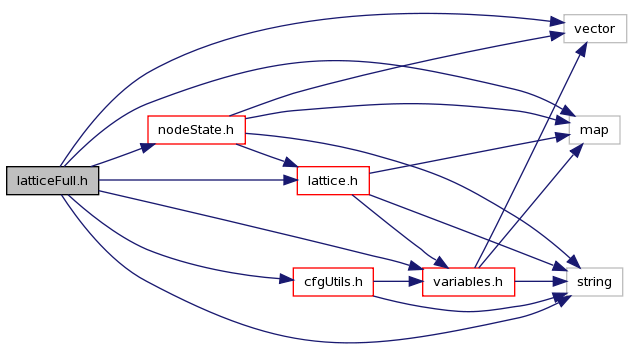 vector
nodeState.h
map
latticeFull.h
lattice.h
cfgUtils.h
variables.h
string